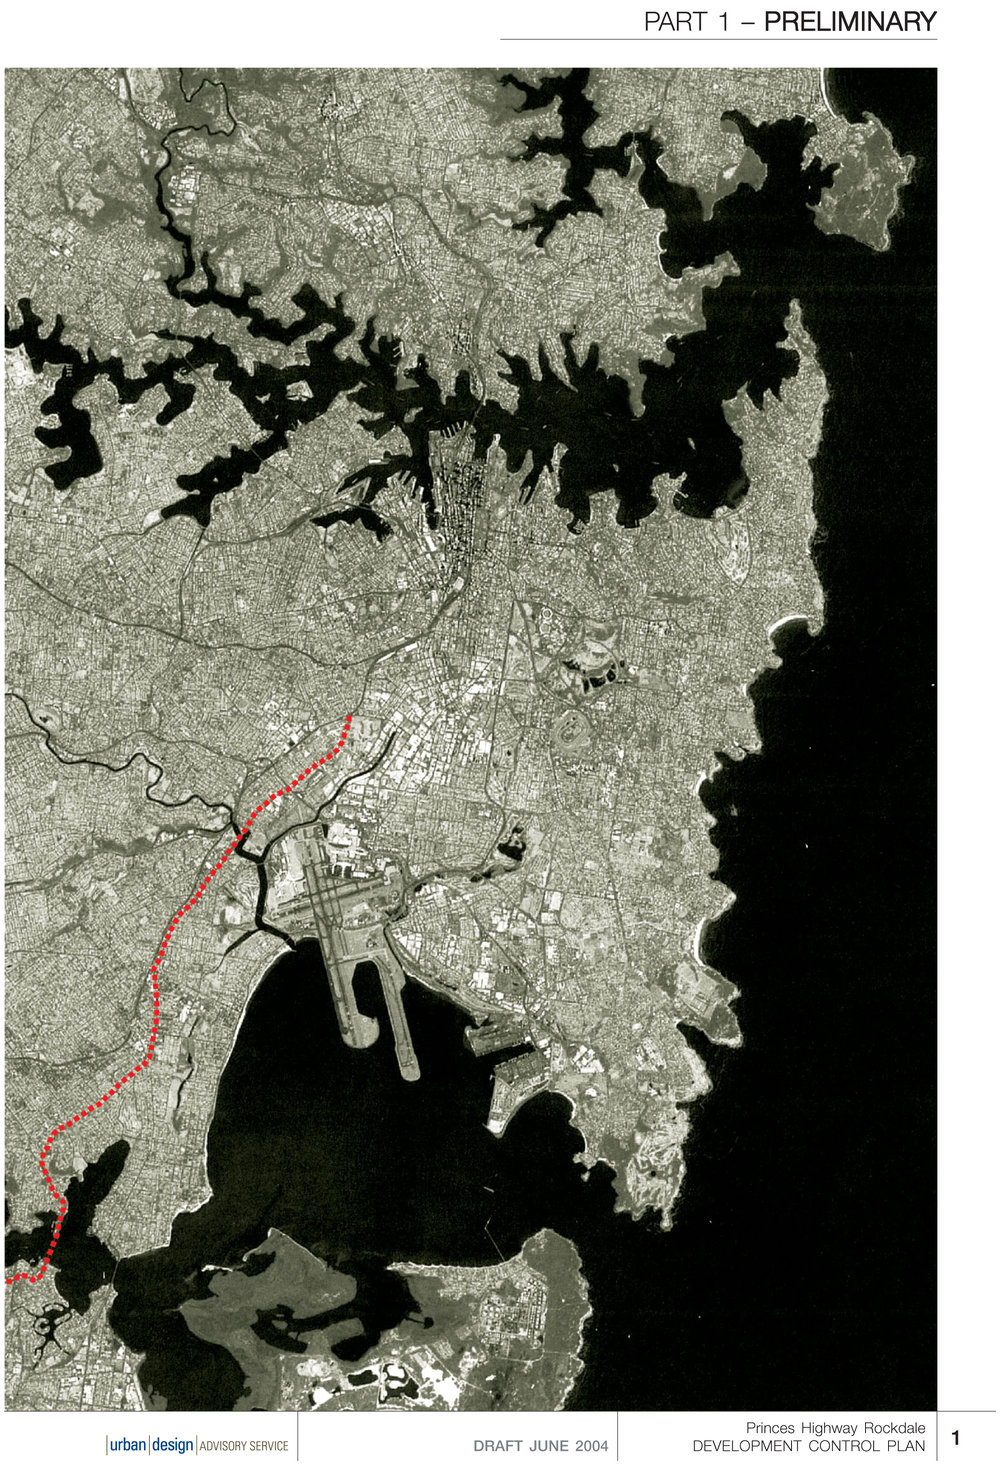 PART 1 – PRELIMINARY
urban design ADVISORY SERVICE
DRAFT JUNE 2004
Princes Highway Rockdale
DEVELOPMENT CONTROL PLAN
1